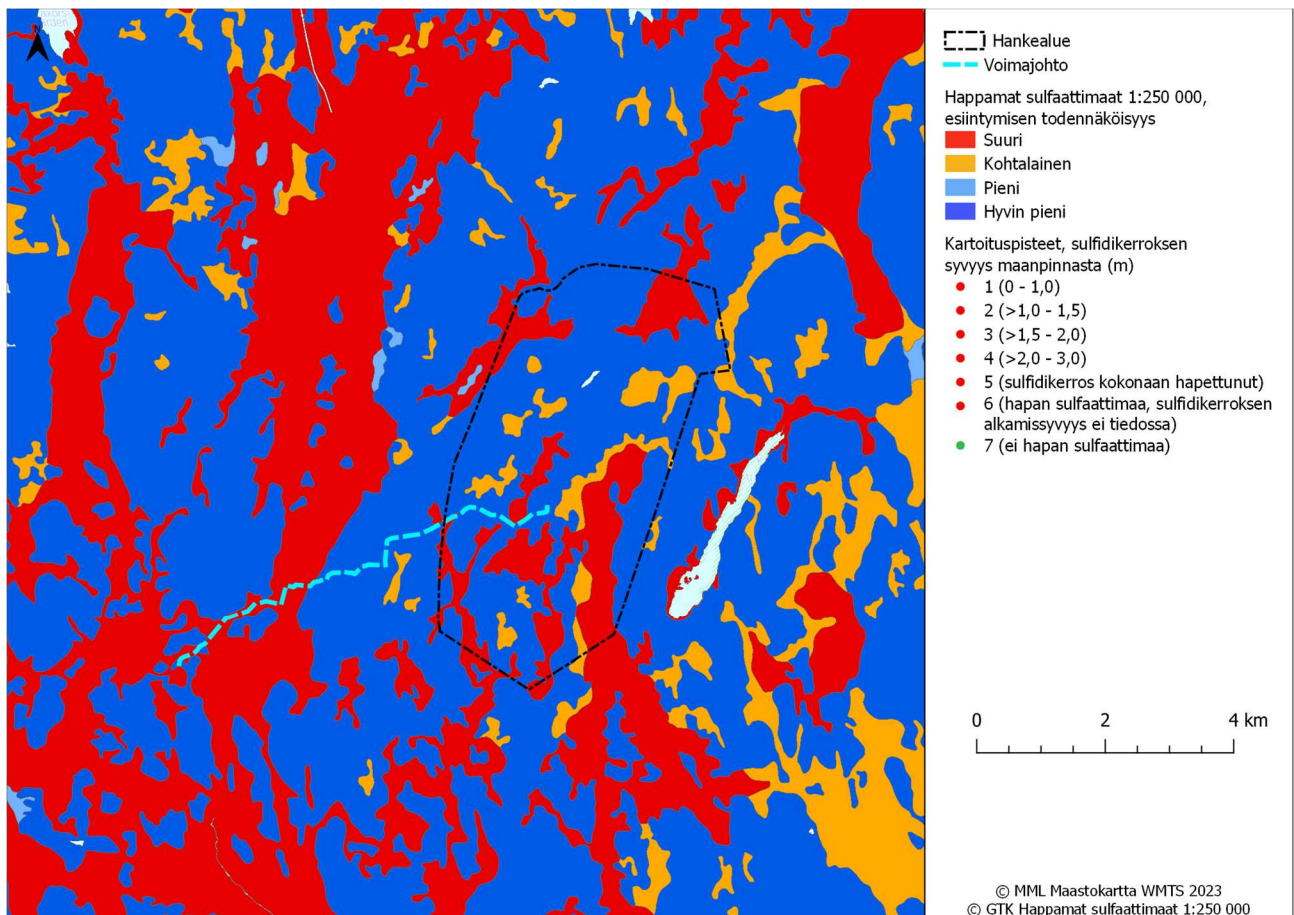 Hankealue
Voimajohto
Happamat sulfaattimaat 1:250 000,
esiintymisen todennäköisyys
Suuri
Kohtalainen
Pieni
Hyvin pieni
Kartoituspisteet, sulfidikerroksen
syvyys maanpinnasta (m)
1 (0 - 1,0)
2 (>1,0 - 1,5)
3 (>1,5 - 2,0)
4 (>2,0 - 3,0)
5 (sulfidikerros kokonaan hapettunut)
6 (hapan sulfaattimaa, sulfidikerroksen
alkamissyvyys ei tiedossa)
7 (ei hapan sulfaattimaa)
0 2 4 km
© MML Maastokartta WMTS 2023
© GTK Happamat sulfaattimaat 1:250 000